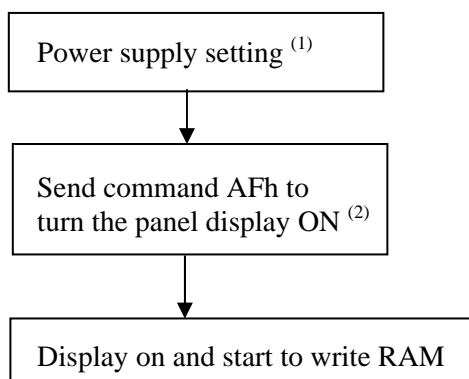 Power supply setting (1)
Send command AFh to
turn the panel display ON (2)
Display on and start to write RAM